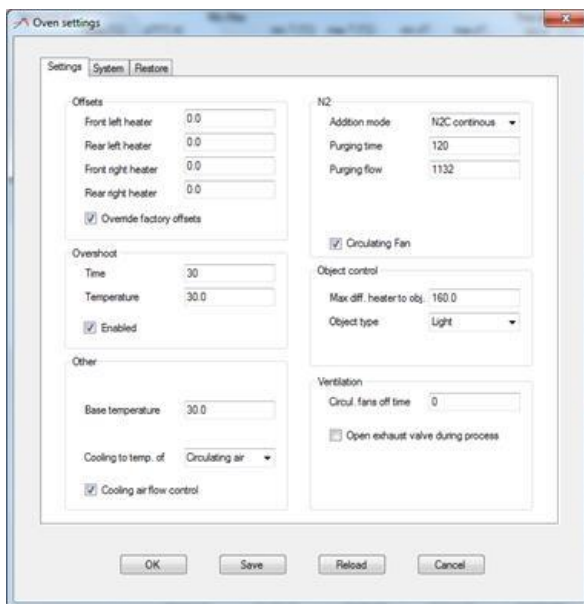 Oven settings
Settings System Restore
Offsets
Front left heater 0.0
Rear left heater 0.0
Front right heater 0.0
Rear right heater 0.0
Override factory offsets
Overshoot
Time 30
Temperature 30.0
Enabled
Other
Base temperature 30.0
Cooling to temp. of Circulating air
Cooling air flow control
N2
Addition mode N2C continous
Purging time 120
Purging flow 1132
Circulating Fan
Object control
Max diff. heater to obj. 160.0
Object type Light
Ventilation
Circul. fans off time 0
Open exhaust valve during process
OK Save Reload Cancel